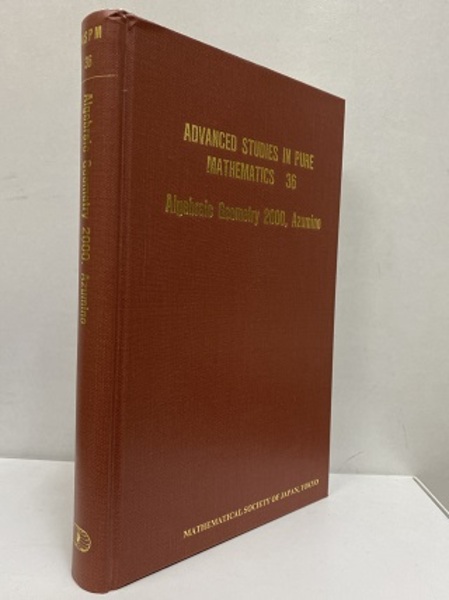 ADVANCED STUDIES IN PURE
MATHEMATICS 36
Algebraic Geometry 2000, Azumino
MATHEMATICAL SOCIETY OF JAPAN, TOKYO
ASPM
36
Algebraic Geometry 2000, Azumino